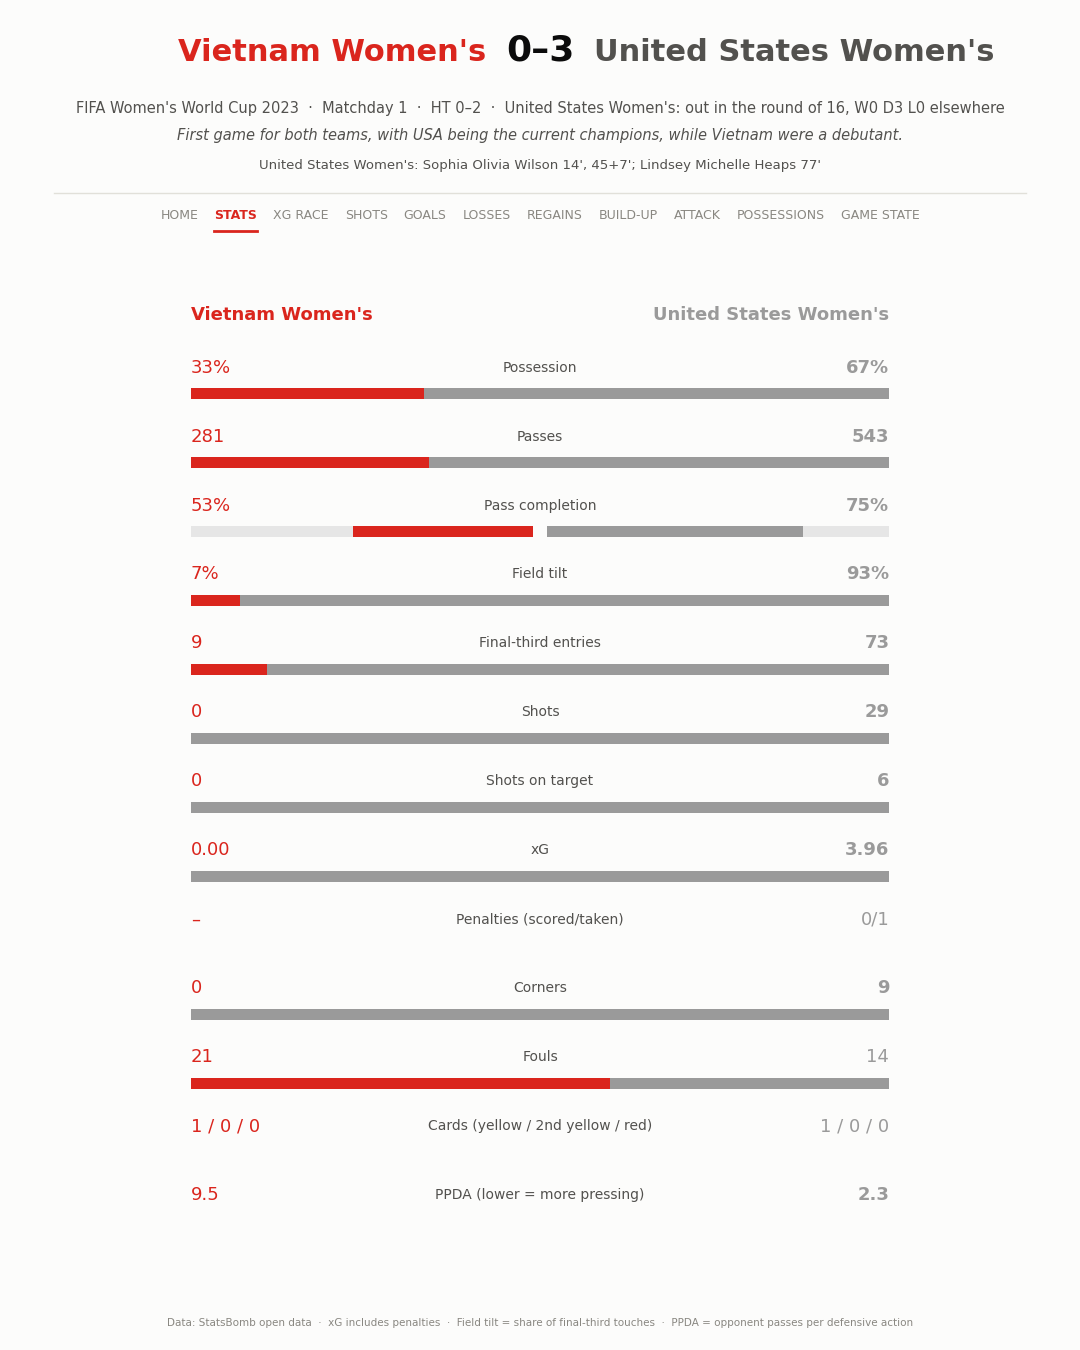 Vietnam Women's 0–3 United States Women's
FIFA Women's World Cup 2023 · Matchday 1 · HT 0–2 · United States Women's: out in the round of 16, W0 D3 L0 elsewhere
First game for both teams, with USA being the current champions, while Vietnam were a debutant.
United States Women's: Sophia Olivia Wilson 14', 45+7'; Lindsey Michelle Heaps 77'
HOME STATS XG RACE SHOTS GOALS LOSSES REGAINS BUILD-UP ATTACK POSSESSIONS GAME STATE
Vietnam Women's United States Women's
33% Possession 67%
281 Passes 543
53% Pass completion 75%
7% Field tilt 93%
9 Final-third entries 73
0 Shots 29
0 Shots on target 6
0.00 xG 3.96
– Penalties (scored/taken) 0/1
0 Corners 9
21 Fouls 14
1 / 0 / 0 Cards (yellow / 2nd yellow / red) 1 / 0 / 0
9.5 PPDA (lower = more pressing) 2.3
Data: StatsBomb open data · xG includes penalties · Field tilt = share of final-third touches · PPDA = opponent passes per defensive action